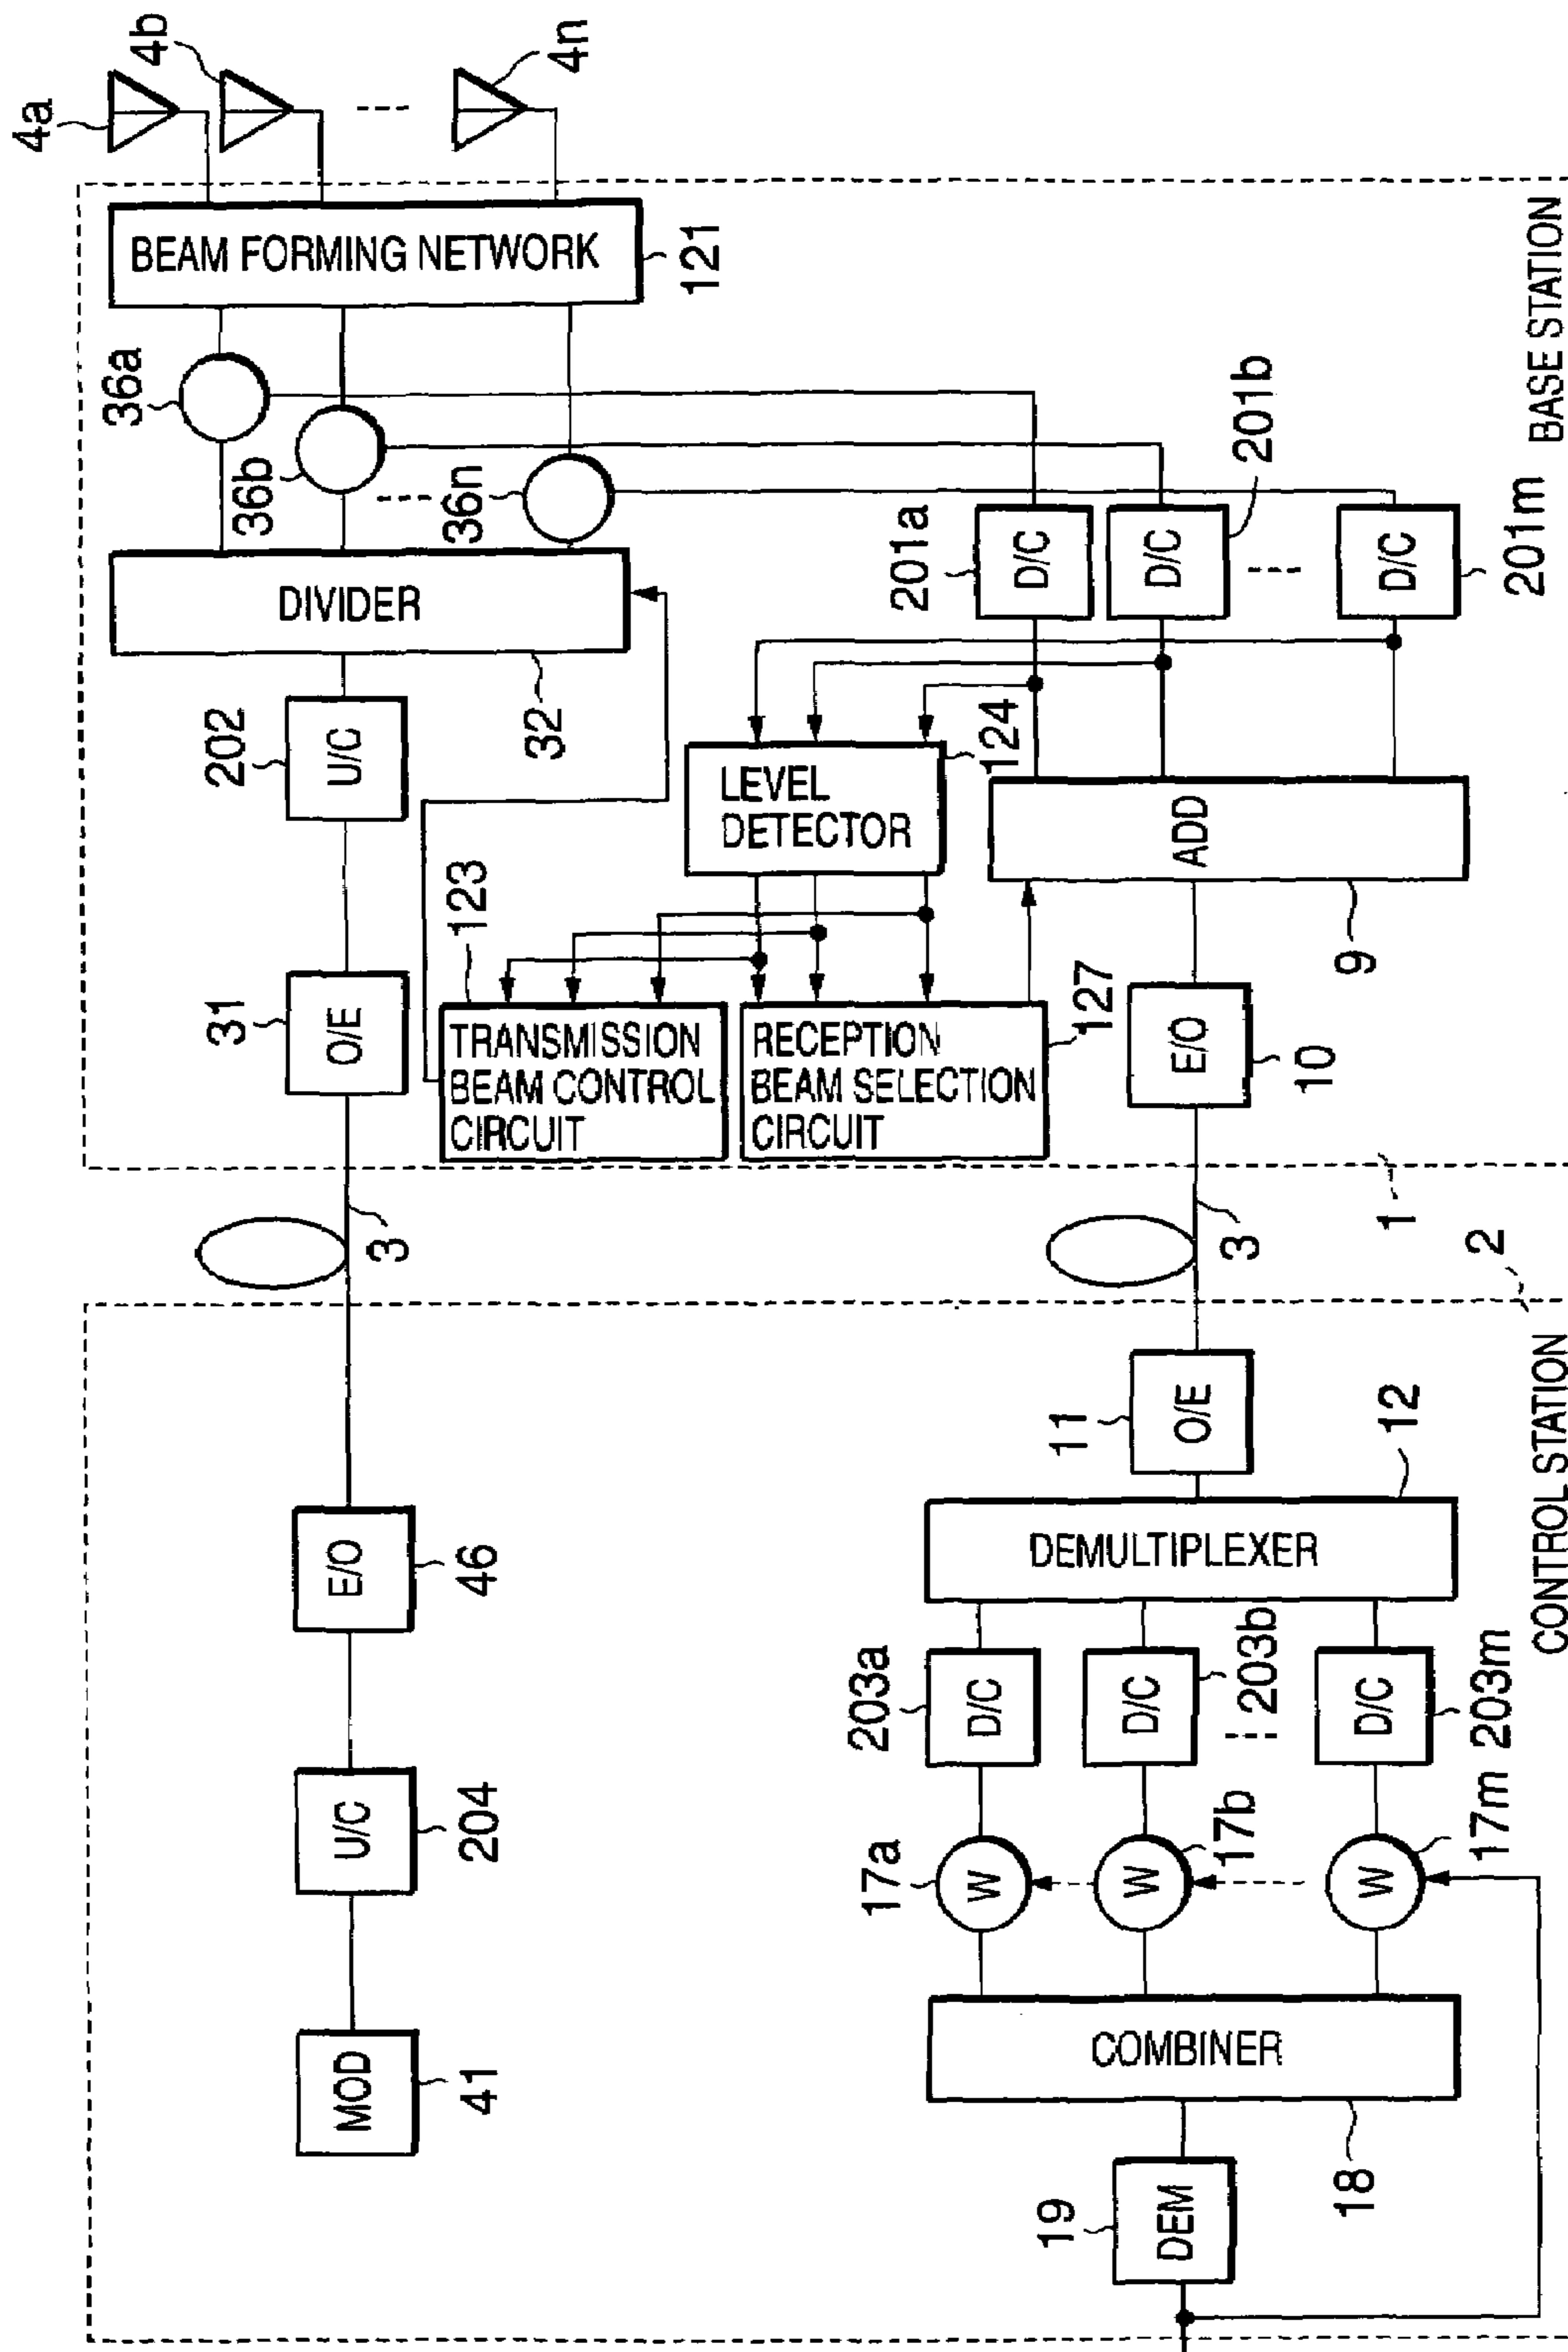 4a
4b
4n
BEAM FORMING NETWORK
121
36a
36b
36n
DIVIDER
32
202
U/C
31
O/E
3
201a
D/C
201b
D/C
201m
D/C
LEVEL
DETECTOR
124
123
TRANSMISSION
BEAM CONTROL
CIRCUIT
RECEPTION
BEAM SELECTION
CIRCUIT
127
ADD
9
E/O
10
3
1
BASE STATION
2
CONTROL STATION
E/O
46
U/C
204
MOD
41
11
O/E
12
DEMULTIPLEXER
203a
D/C
203b
D/C
203m
D/C
17a
W
17b
W
17m
W
COMBINER
18
19
DEM